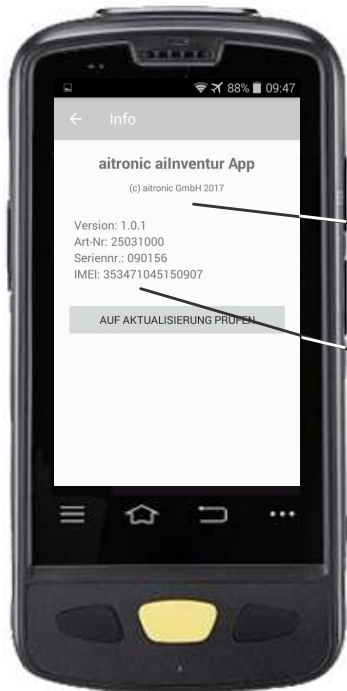 88% 09:47
Info
aitronic aiInventur App
(c) aitronic GmbH 2017
Version: 1.0.1
Art-Nr: 25031000
Seriennr.: 090156
IMEI: 353471045150907
AUF AKTUALISIERUNG PRÜFEN